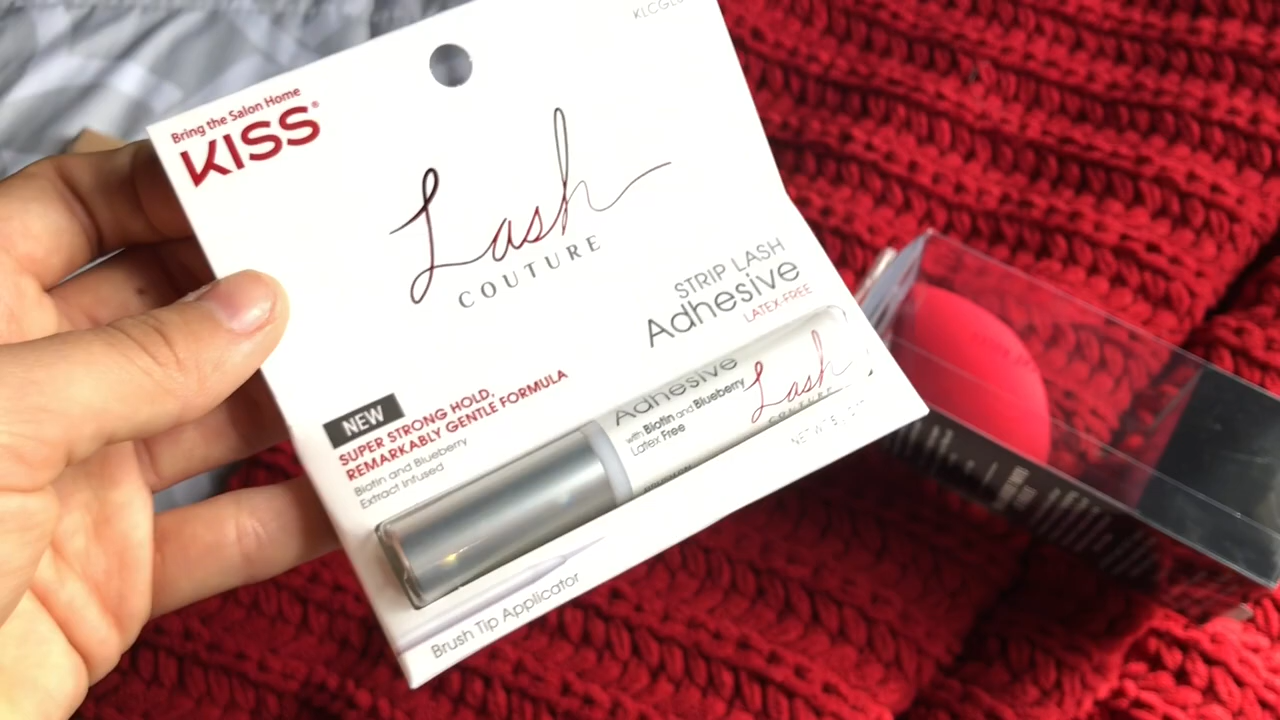 Bring the Salon Home
KISS®
Lash
COUTURE
STRIP LASH
Adhesive
LATEX-FREE
NEW
SUPER STRONG HOLD,
REMARKABLY GENTLE FORMULA
Biotin and Blueberry
Extract Infused
Adhesive
with Biotin and Blueberry
Latex Free
Lash
COUTURE
Brush Tip Applicator